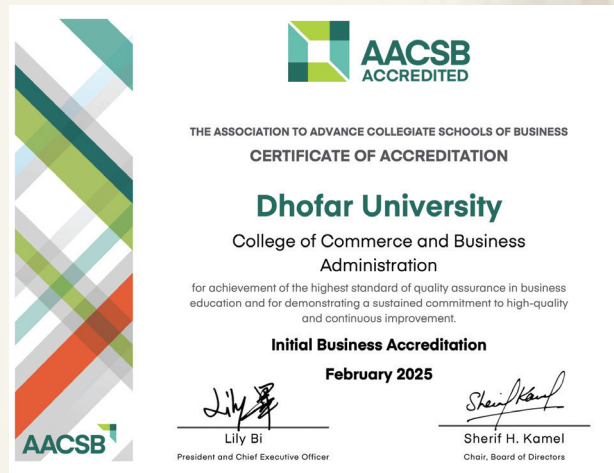 AACSB
ACCREDITED
THE ASSOCIATION TO ADVANCE COLLEGIATE SCHOOLS OF BUSINESS
CERTIFICATE OF ACCREDITATION
Dhofar University
College of Commerce and Business
Administration
for achievement of the highest standard of quality assurance in business
education and for demonstrating a sustained commitment to high-quality
and continuous improvement.
Initial Business Accreditation
February 2025
Lily
Sherif Kamel
Lily Bi
Sherif H. Kamel
President and Chief Executive Officer
Chair, Board of Directors
AACSB